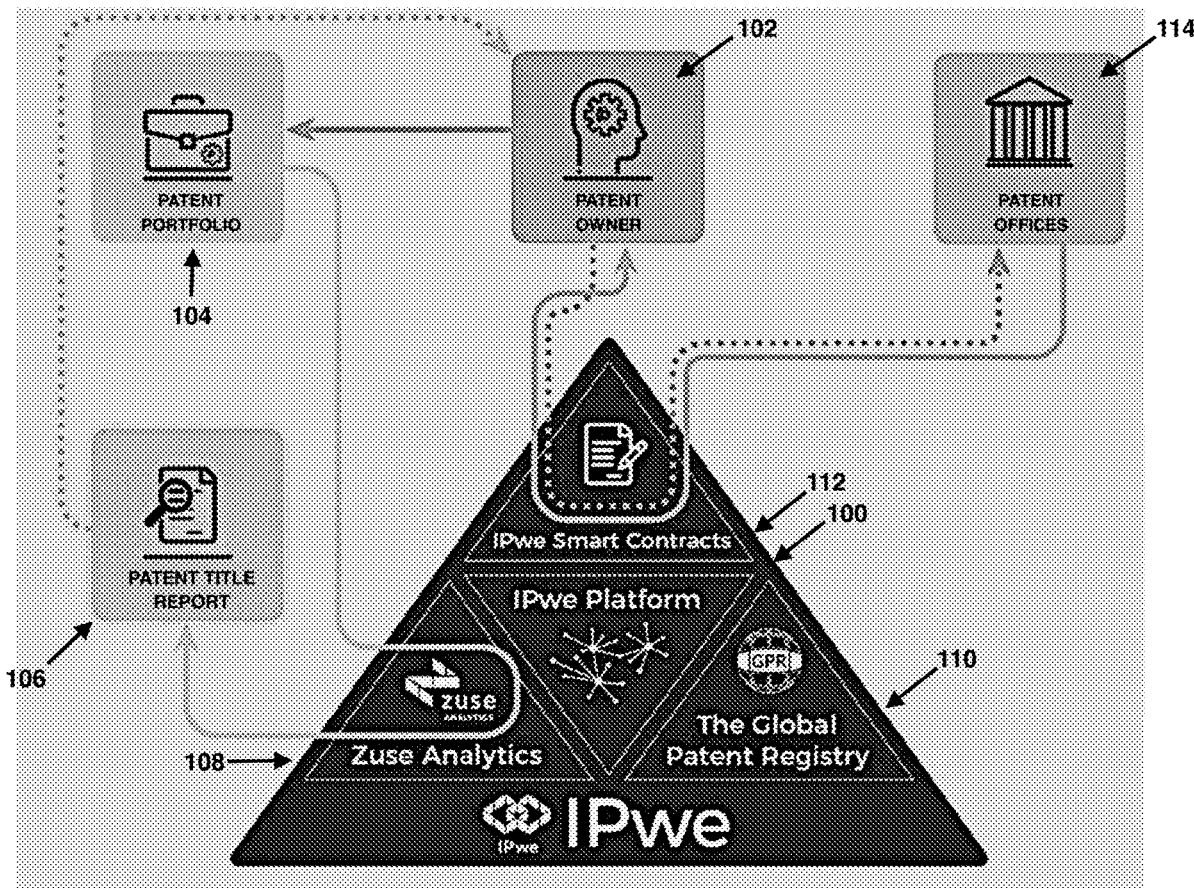 102
114
PATENT
PORTFOLIO
PATENT
OWNER
PATENT
OFFICES
104
112
100
IPwe Smart Contracts
PATENT TITLE
REPORT
IPwe Platform
GPR
106
110
zuse
ANALYTICS
The Global
Patent Registry
108
Zuse Analytics
IPwe
IPwe